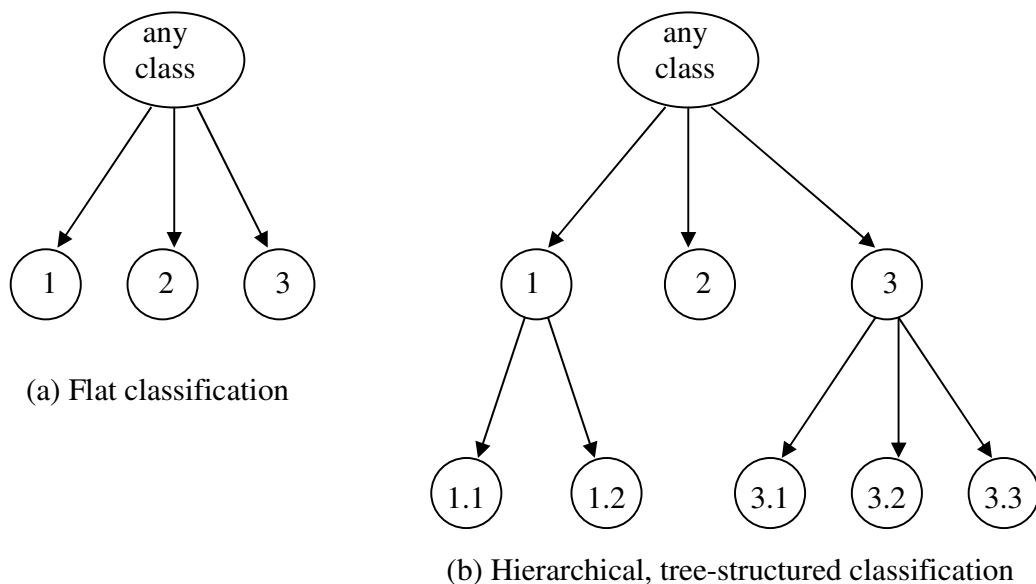 any
class
1
2
3
(a) Flat classification
any
class
1
2
3
1.1
1.2
3.1
3.2
3.3
(b) Hierarchical, tree-structured classification